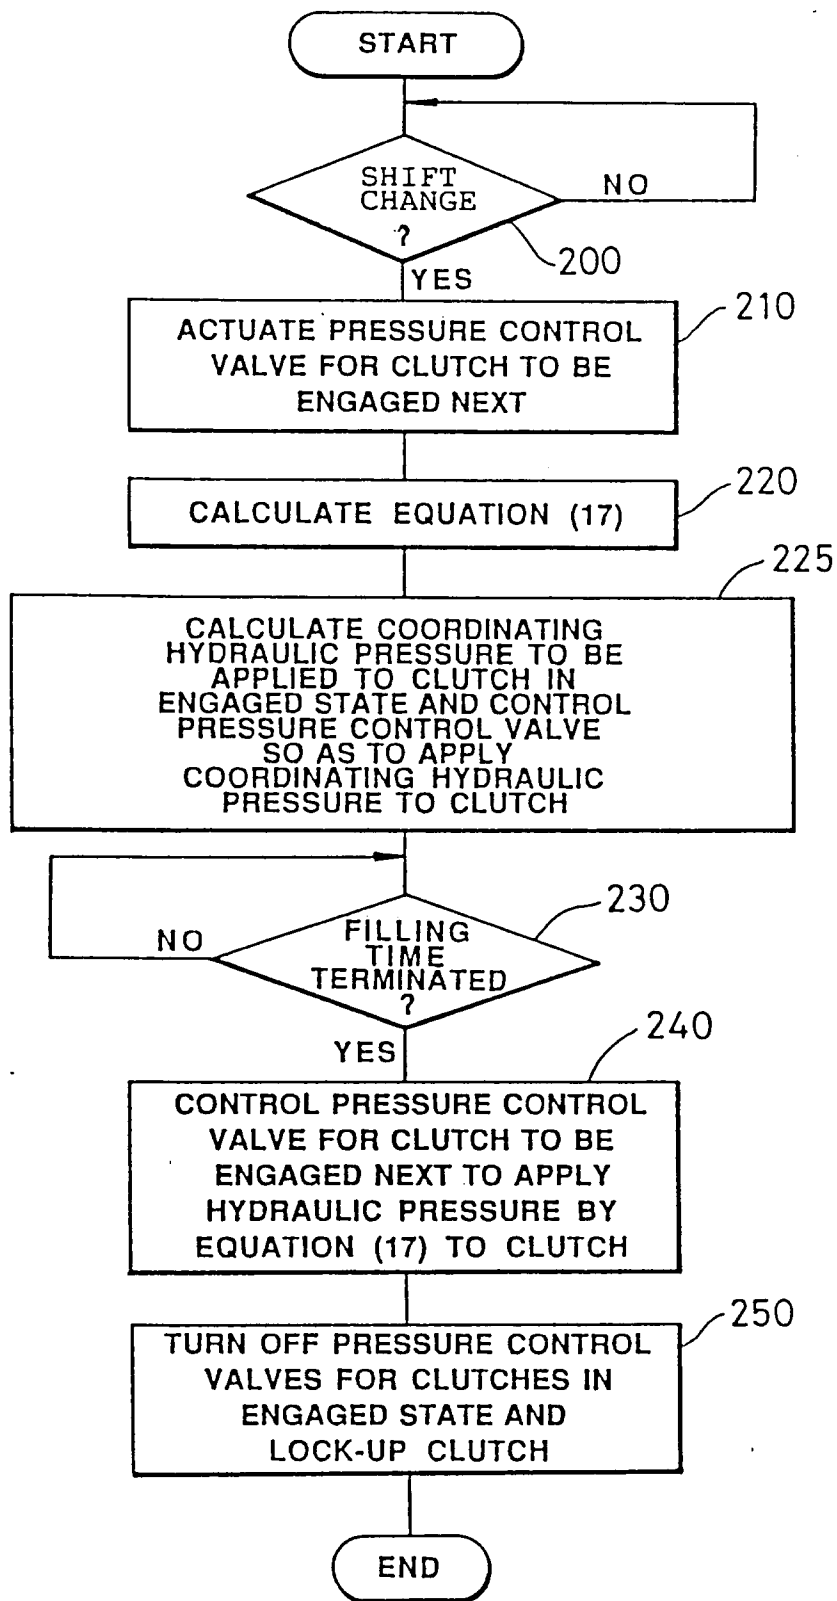 START
SHIFT
CHANGE
?
NO
200
YES
210
ACTUATE PRESSURE CONTROL
VALVE FOR CLUTCH TO BE
ENGAGED NEXT
220
CALCULATE EQUATION (17)
225
CALCULATE COORDINATING
HYDRAULIC PRESSURE TO BE
APPLIED TO CLUTCH IN
ENGAGED STATE AND CONTROL
PRESSURE CONTROL VALVE
SO AS TO APPLY
COORDINATING HYDRAULIC
PRESSURE TO CLUTCH
230
NO
FILLING
TIME
TERMINATED
?
YES
240
CONTROL PRESSURE CONTROL
VALVE FOR CLUTCH TO BE
ENGAGED NEXT TO APPLY
HYDRAULIC PRESSURE BY
EQUATION (17) TO CLUTCH
250
TURN OFF PRESSURE CONTROL
VALVES FOR CLUTCHES IN
ENGAGED STATE AND
LOCK-UP CLUTCH
END